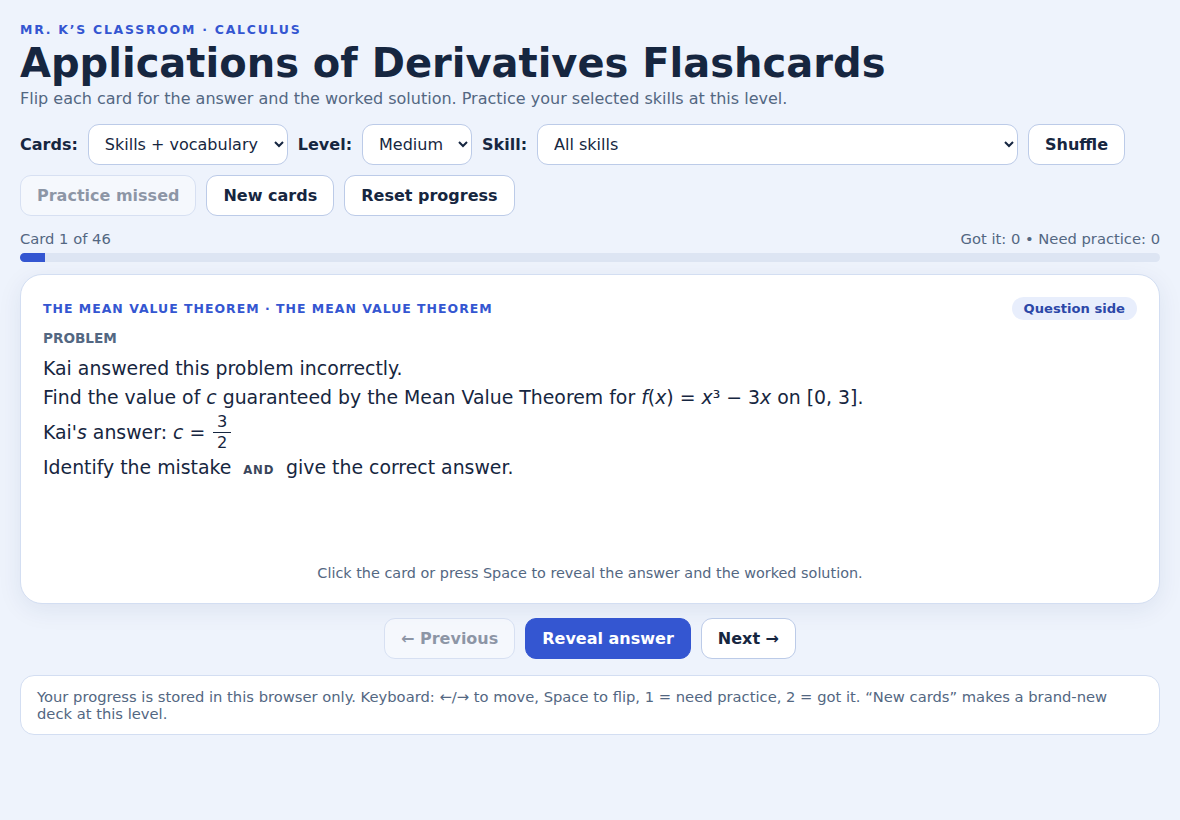 MR. K’S CLASSROOM · CALCULUS
Applications of Derivatives Flashcards
Flip each card for the answer and the worked solution. Practice your selected skills at this level.
Cards: Skills + vocabulary Level: Medium Skill: All skills Shuffle
Practice missed New cards Reset progress
Card 1 of 46 Got it: 0 • Need practice: 0
THE MEAN VALUE THEOREM · THE MEAN VALUE THEOREM Question side
PROBLEM
Kai answered this problem incorrectly.
Find the value of c guaranteed by the Mean Value Theorem for f(x) = x³ − 3x on [0, 3].
Kai's answer: c = 3/2
Identify the mistake AND give the correct answer.
Click the card or press Space to reveal the answer and the worked solution.
← Previous Reveal answer Next →
Your progress is stored in this browser only. Keyboard: ←/→ to move, Space to flip, 1 = need practice, 2 = got it. “New cards” makes a brand-new
deck at this level.